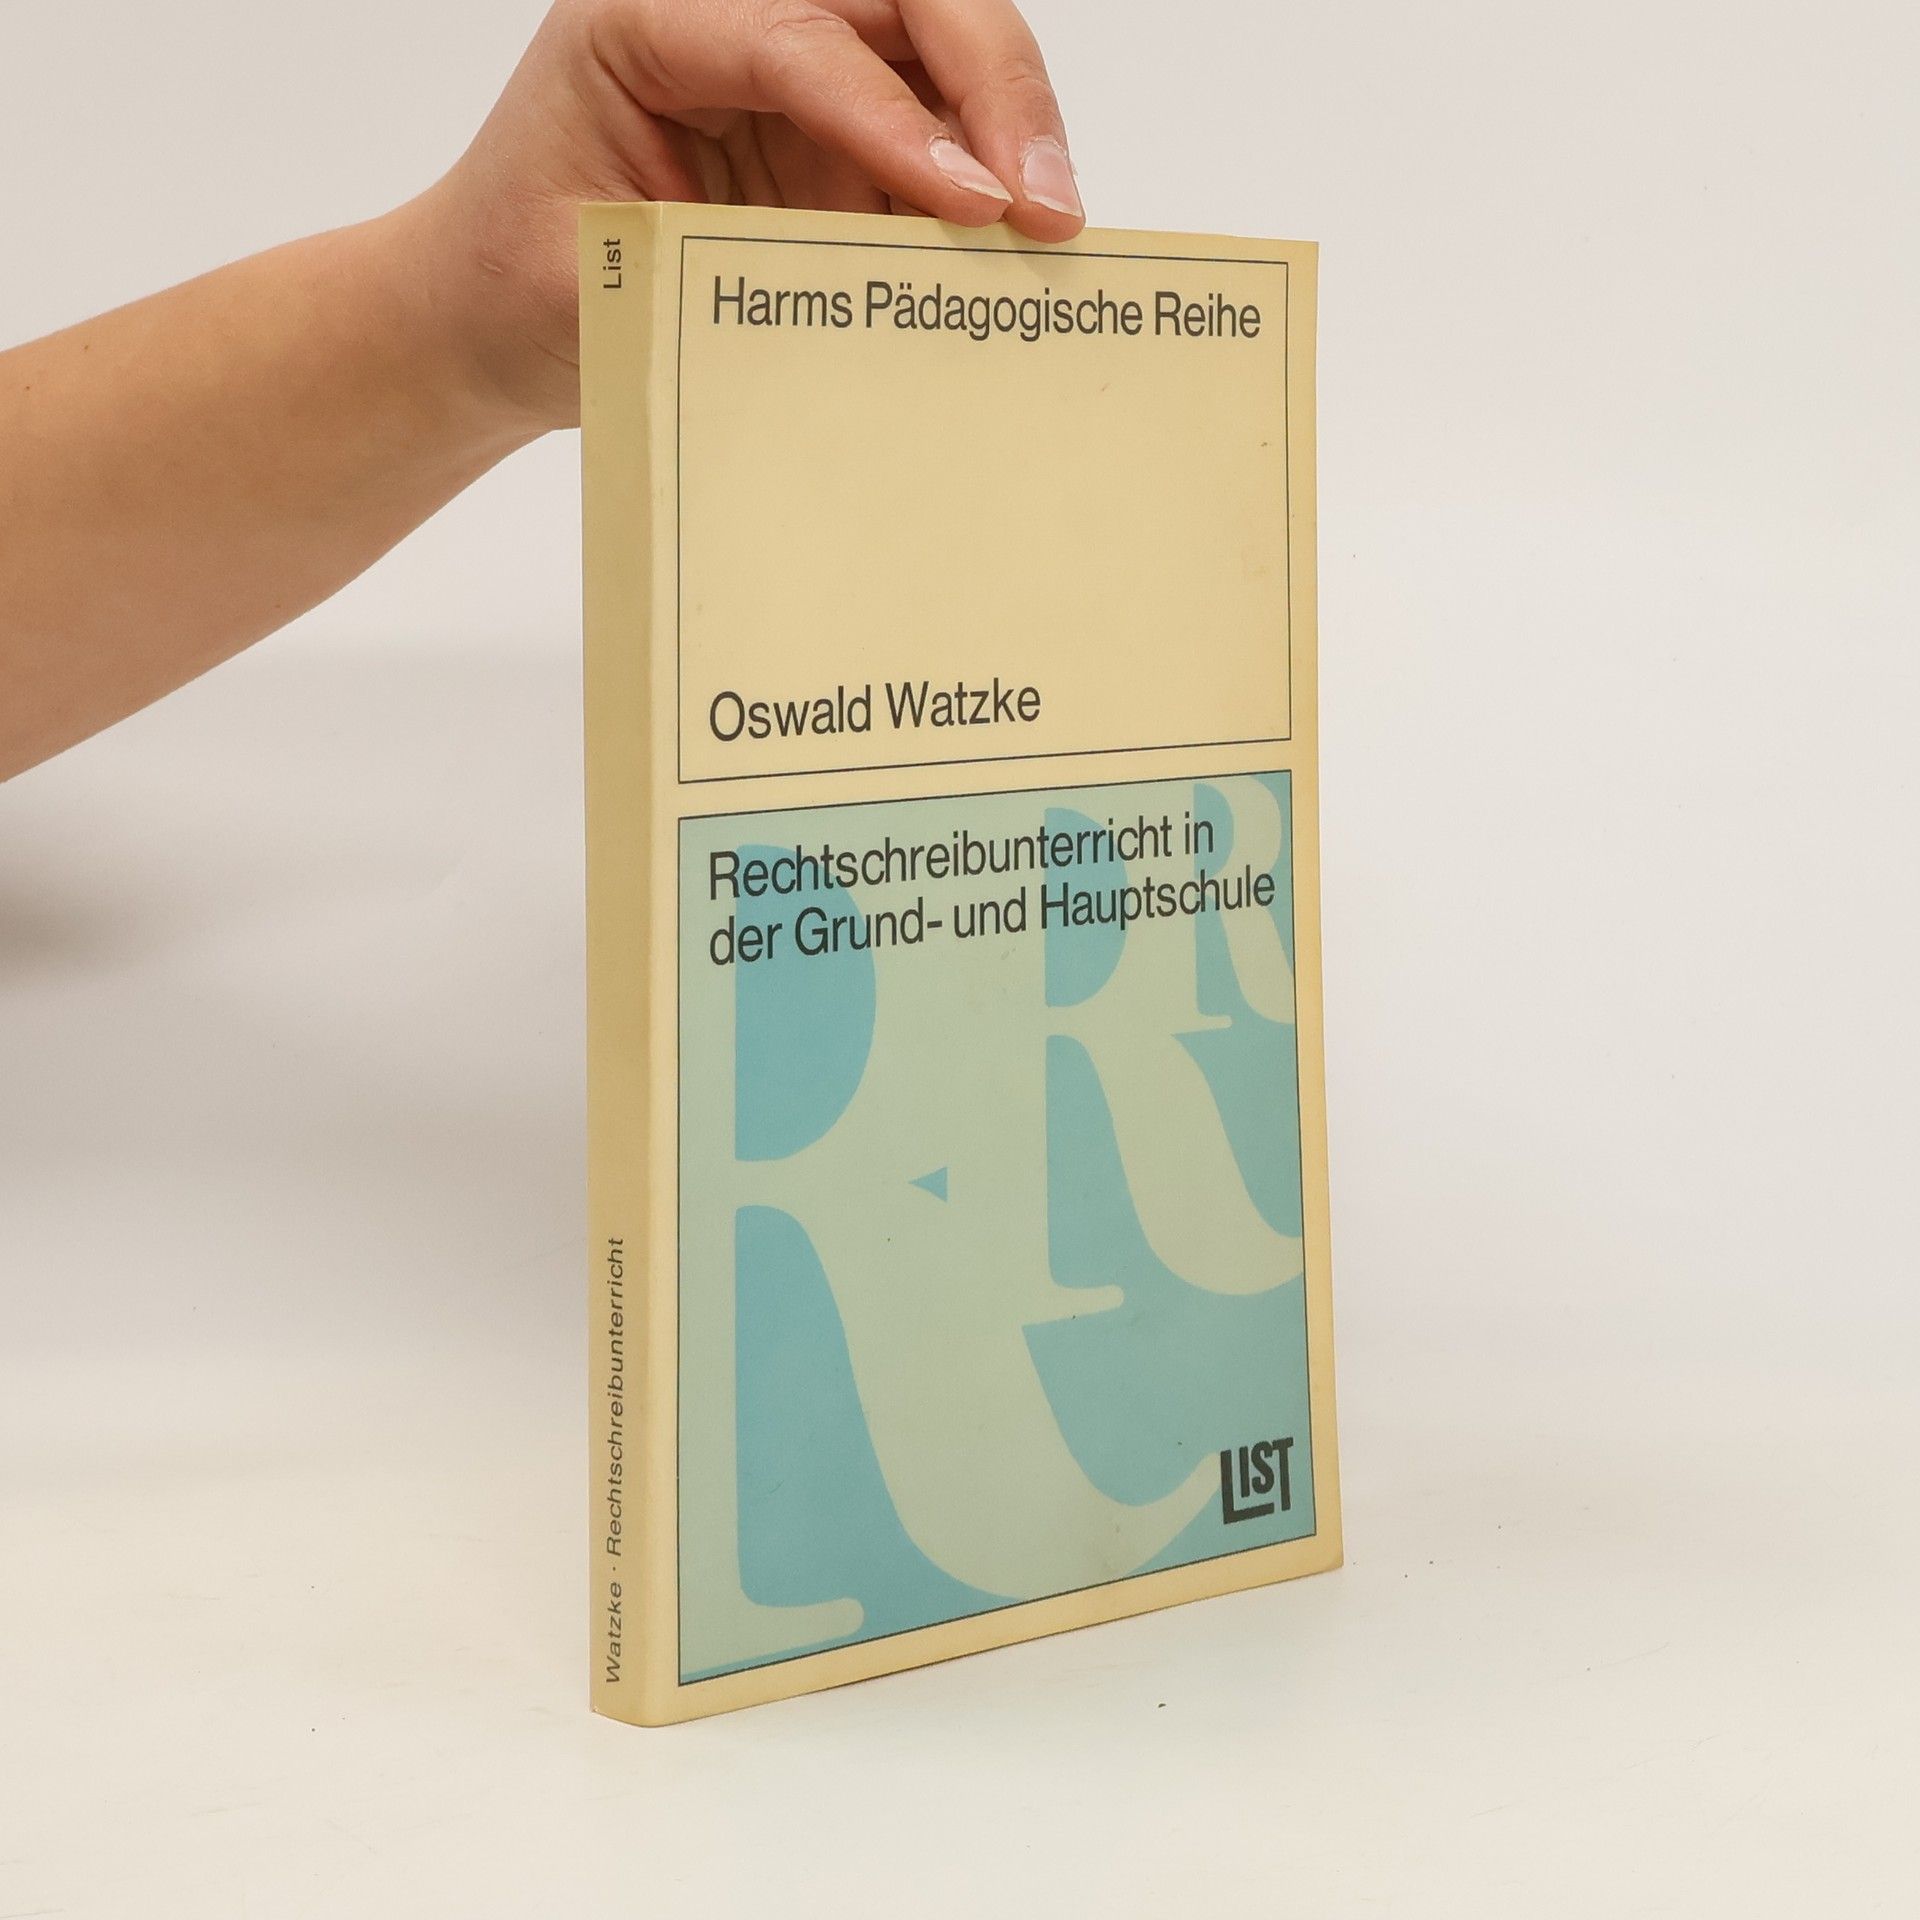 List
Watzke · Rechtschreibunterricht
Harms Pädagogische Reihe
Oswald Watzke
Rechtschreibunterricht in
der Grund- und Hauptschule
R
R
R
LIST